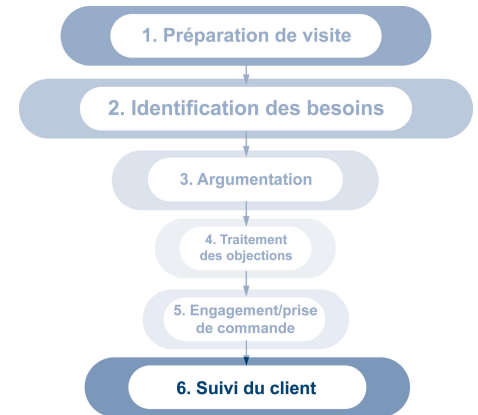 1. Préparation de visite
2. Identification des besoins
3. Argumentation
4. Traitement
des objections
5. Engagement/prise
de commande
6. Suivi du client